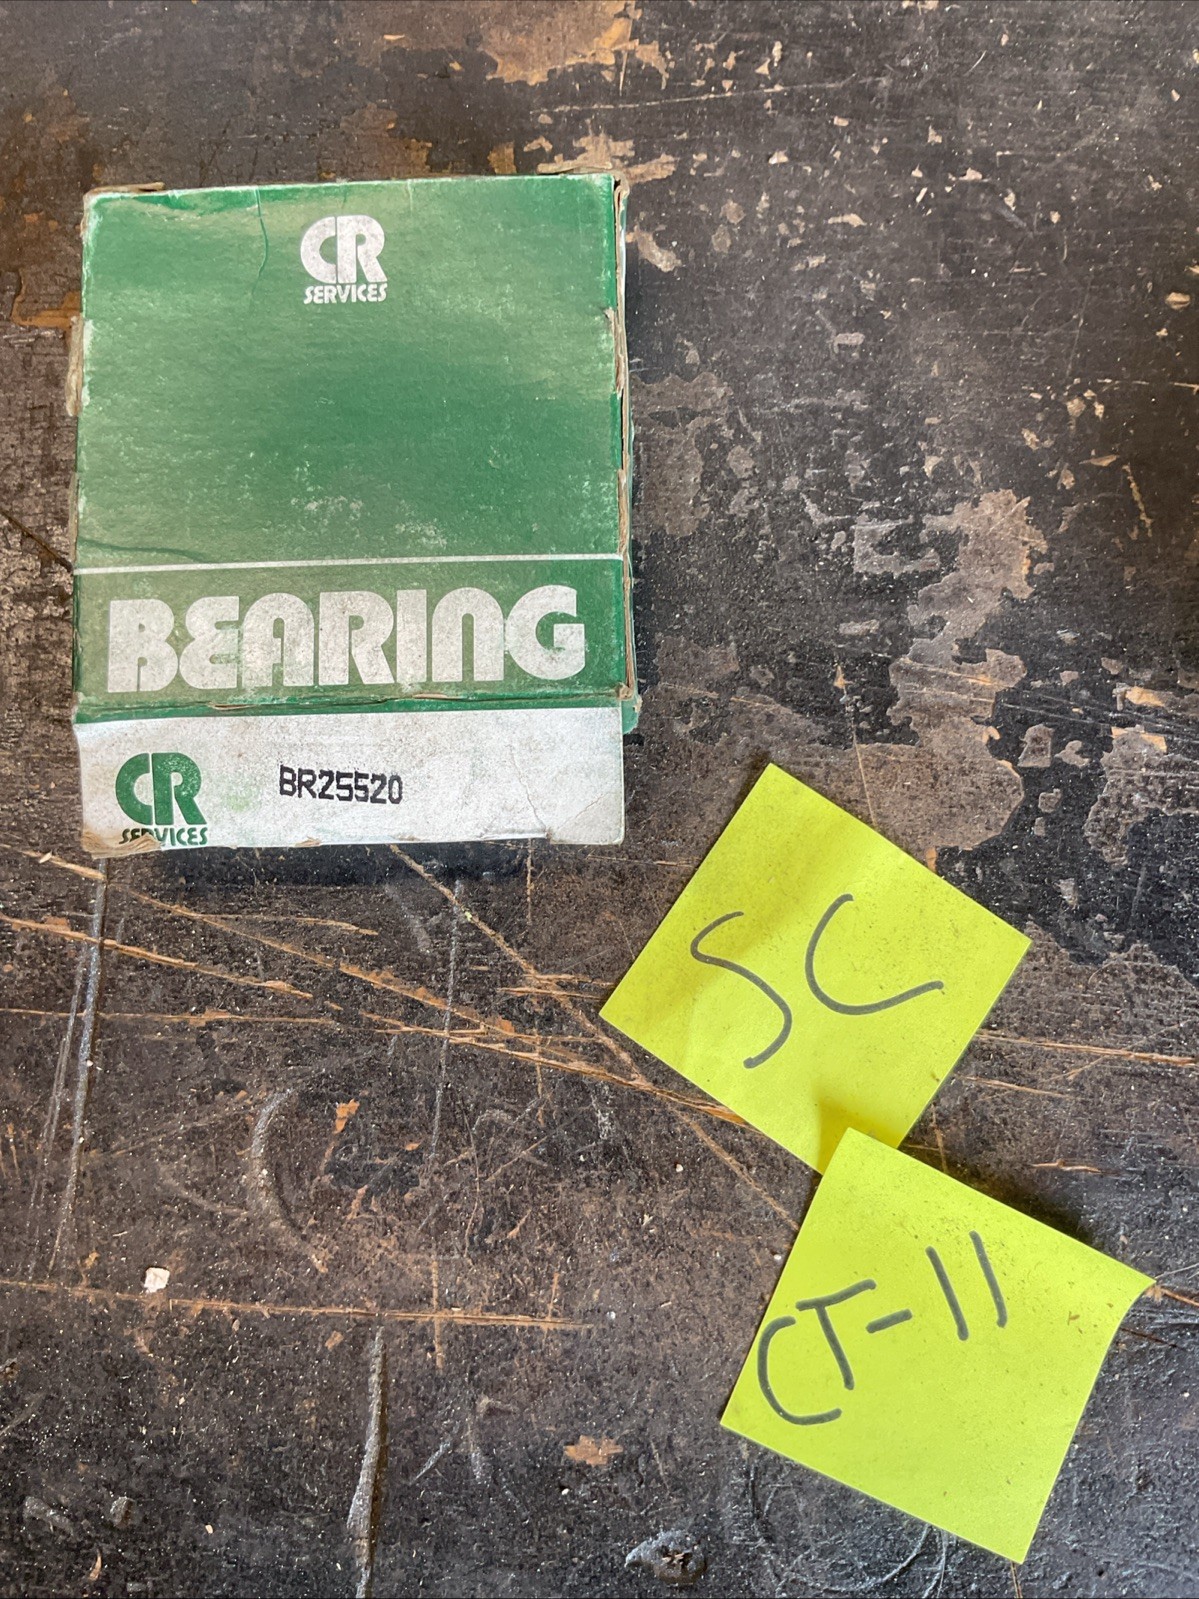 CR
SERVICES
BEARING
CR
SERVICES
BR25520
SC
CT-11